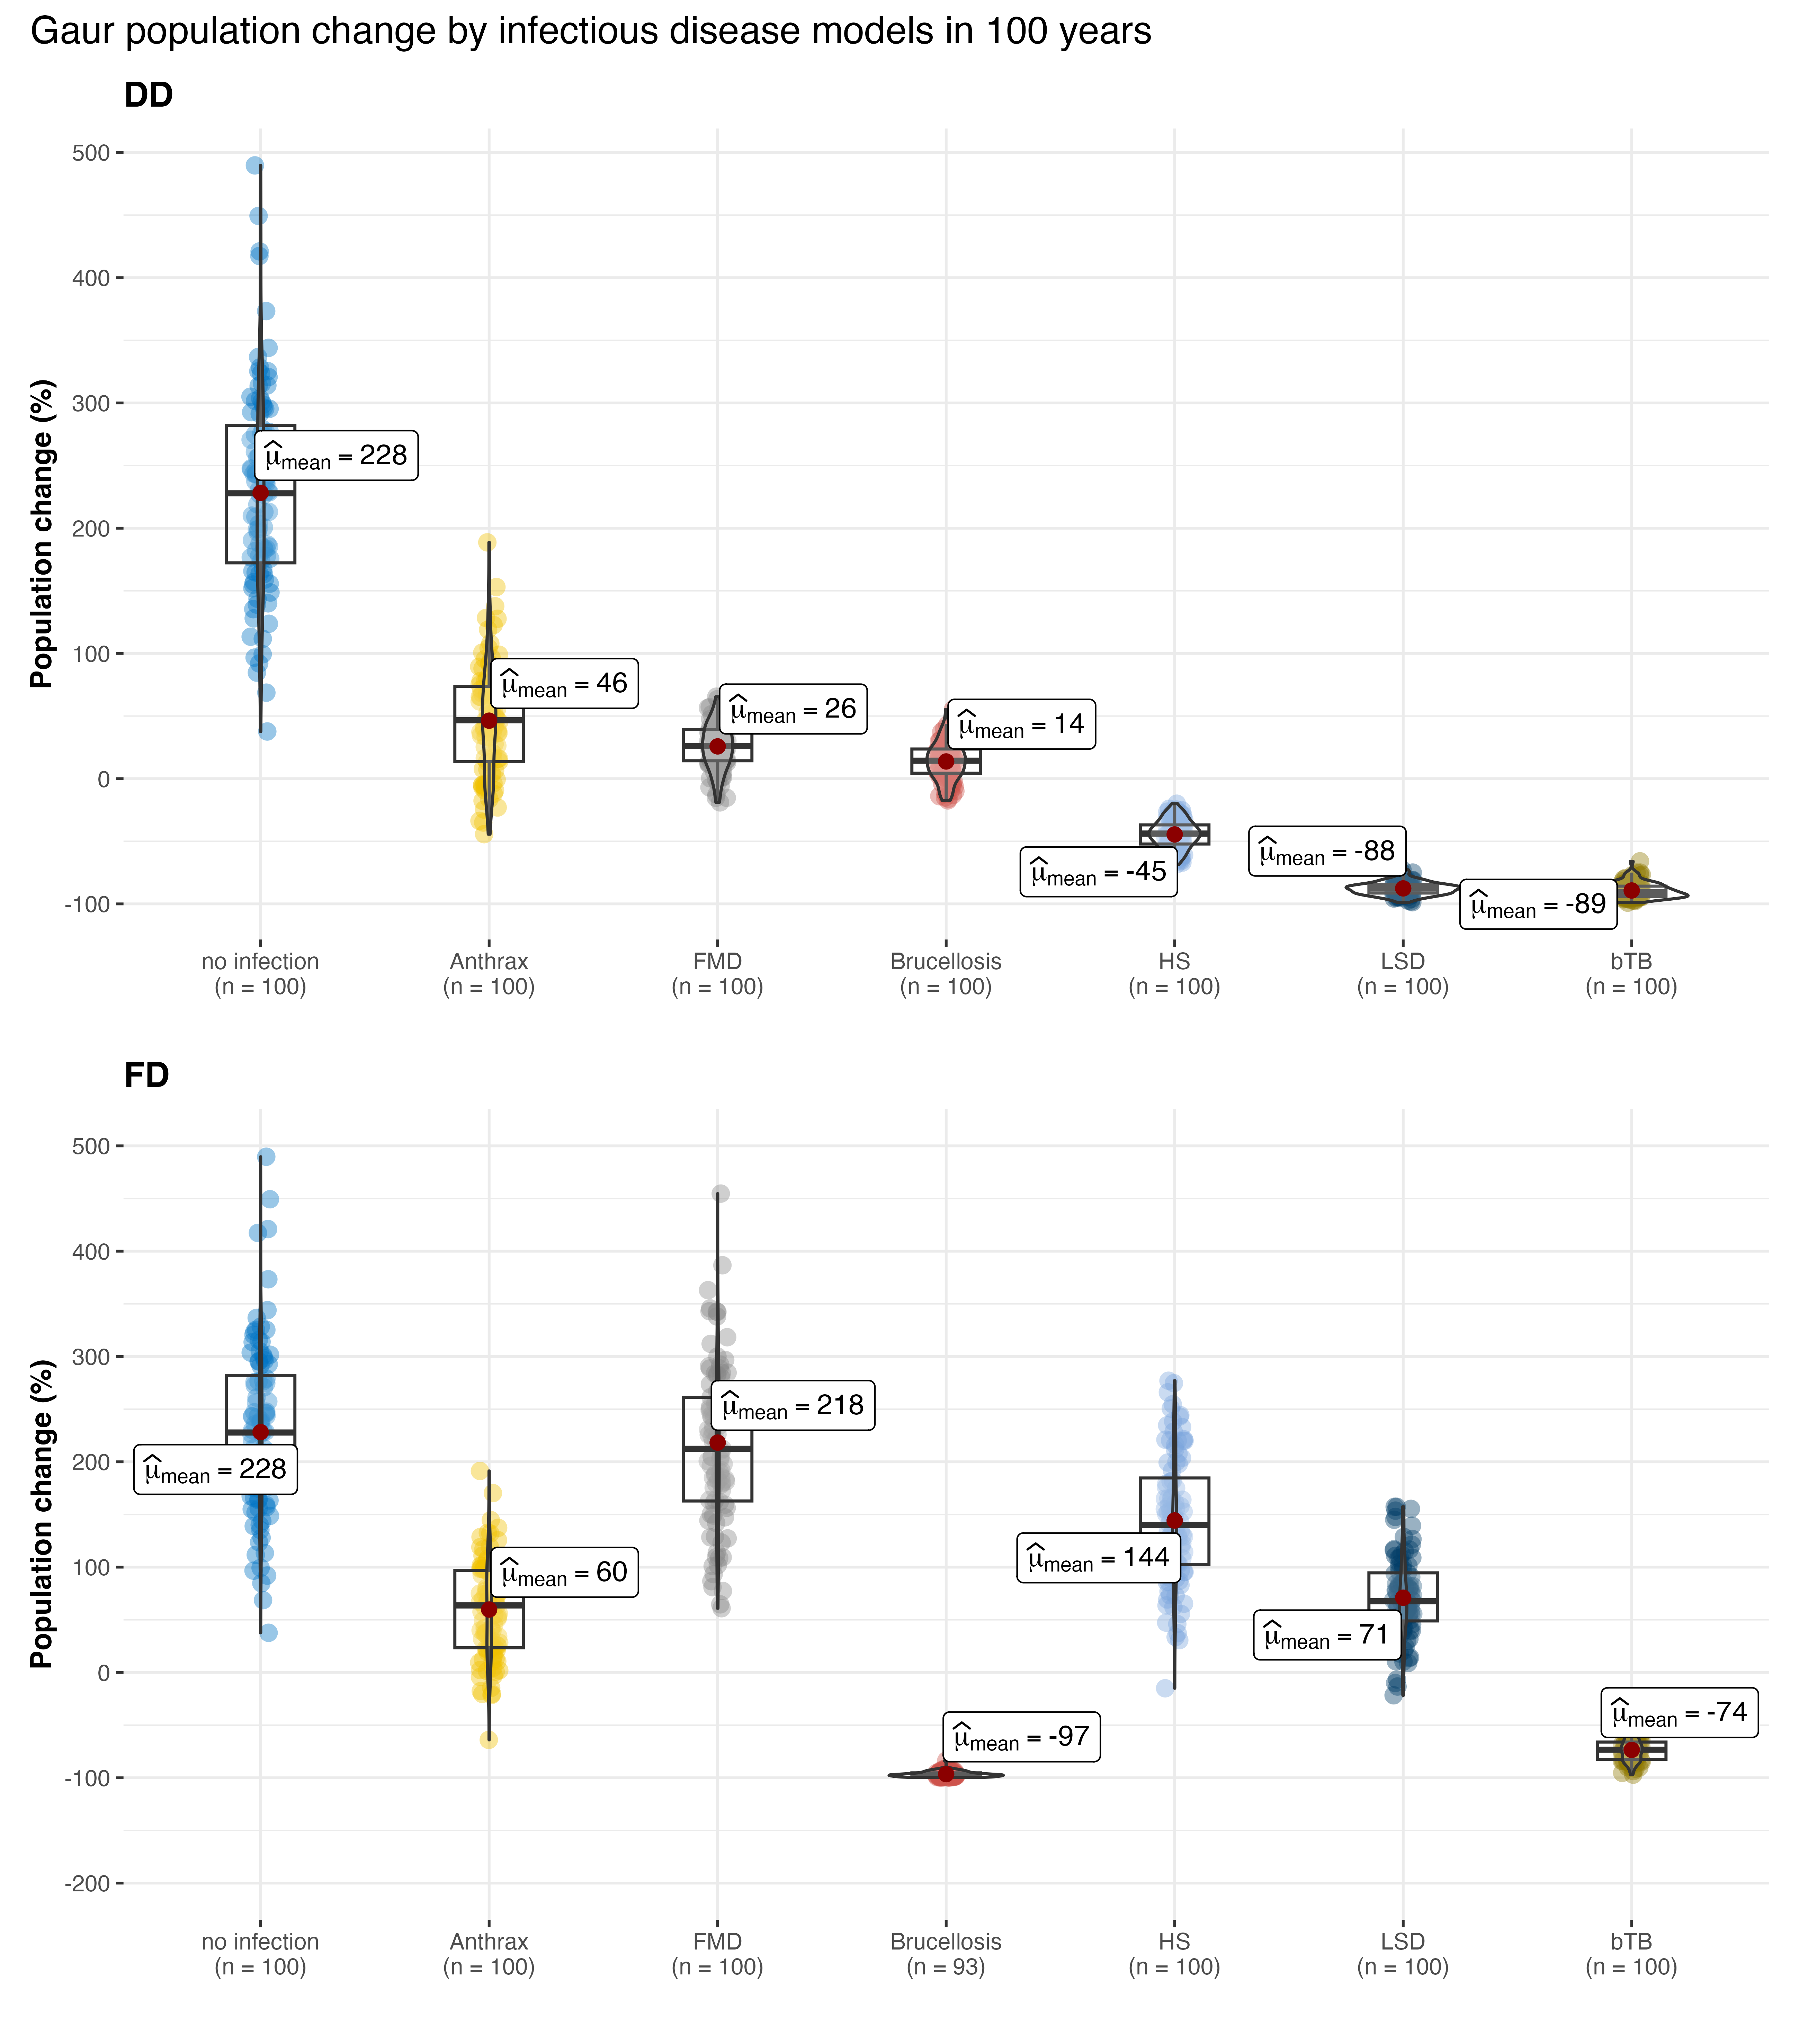 Gaur population change by infectious disease models in 100 years
DD
Population change (%)
500
400
300
200
100
0
-100
μ̂mean = 228
μ̂mean = 46
μ̂mean = 26
μ̂mean = 14
μ̂mean = -45
μ̂mean = -88
μ̂mean = -89
no infection Anthrax FMD Brucellosis HS LSD bTB
(n = 100) (n = 100) (n = 100) (n = 100) (n = 100) (n = 100) (n = 100)
FD
Population change (%)
500
400
300
200
100
0
-100
-200
μ̂mean = 228
μ̂mean = 60
μ̂mean = 218
μ̂mean = -97
μ̂mean = 144
μ̂mean = 71
μ̂mean = -74
no infection Anthrax FMD Brucellosis HS LSD bTB
(n = 100) (n = 100) (n = 100) (n = 93) (n = 100) (n = 100) (n = 100)